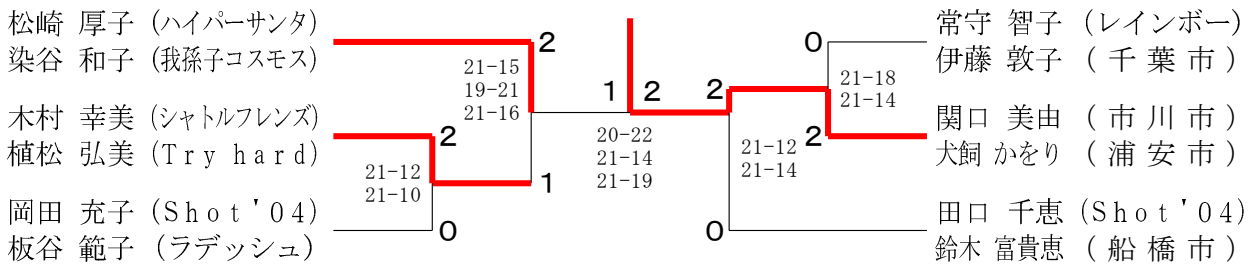 松崎 厚子 (ハイパーサンタ)
染谷 和子 (我孫子コスモス)
木村 幸美 (シャトルフレンズ)
植松 弘美 (Try hard)
岡田 充子 (Shot'04)
板谷 範子 (ラデッシュ)
2
21-15
19-21
21-16
2
21-12
21-10
1
0
1
2
20-22
21-14
21-19
2
21-12
21-14
0
0
21-18
21-14
2
常守 智子 (レインボー)
伊藤 敦子 (千葉市)
関口 美由 (市川市)
犬飼 かをり (浦安市)
田口 千恵 (Shot'04)
鈴木 富貴恵 (船橋市)